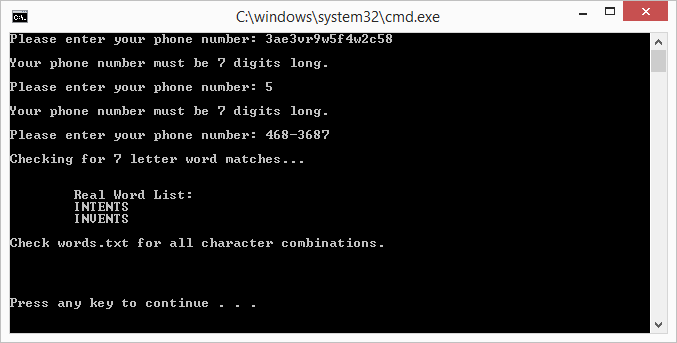 C:\windows\system32\cmd.exe
Please enter your phone number: 3ae3vr9w5f4w2c58
Your phone number must be 7 digits long.
Please enter your phone number: 5
Your phone number must be 7 digits long.
Please enter your phone number: 468-3687
Checking for 7 letter word matches...
Real Word List:
INTENTS
INVENTS
Check words.txt for all character combinations.
Press any key to continue . . .